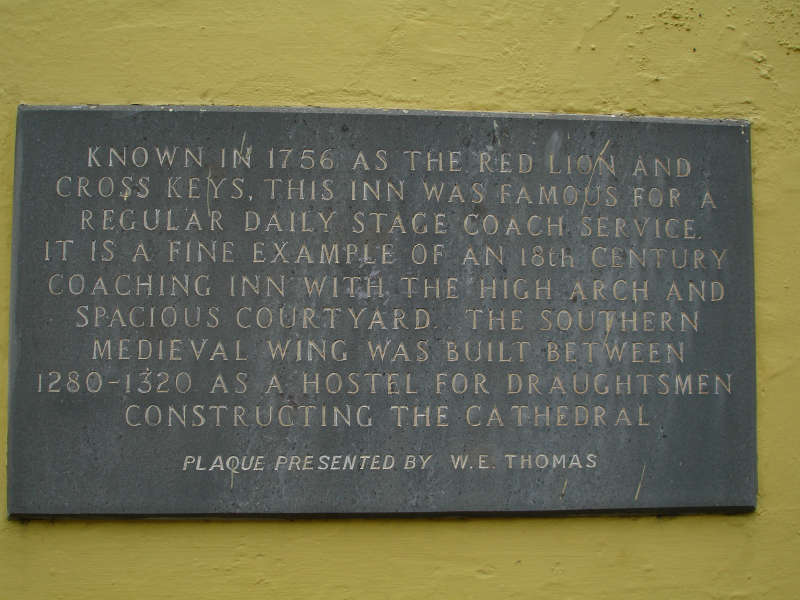 KNOWN IN 1756 AS THE RED LION AND
CROSS KEYS, THIS INN WAS FAMOUS FOR A
REGULAR DAILY STAGE COACH SERVICE.
IT IS A FINE EXAMPLE OF AN 18th CENTURY
COACHING INN WITH THE HIGH ARCH AND
SPACIOUS COURTYARD. THE SOUTHERN
MEDIEVAL WING WAS BUILT BETWEEN
1280-1320 AS A HOSTEL FOR DRAUGHTSMEN
CONSTRUCTING THE CATHEDRAL
PLAQUE PRESENTED BY W.E. THOMAS